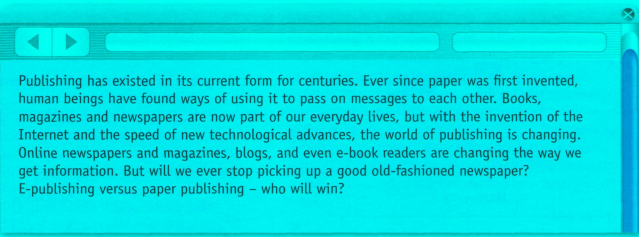 Publishing has existed in its current form for centuries. Ever since paper was first invented,
human beings have found ways of using it to pass on messages to each other. Books,
magazines and newspapers are now part of our everyday lives, but with the invention of the
Internet and the speed of new technological advances, the world of publishing is changing.
Online newspapers and magazines, blogs, and even e-book readers are changing the way we
get information. But will we ever stop picking up a good old-fashioned newspaper?
E-publishing versus paper publishing – who will win?